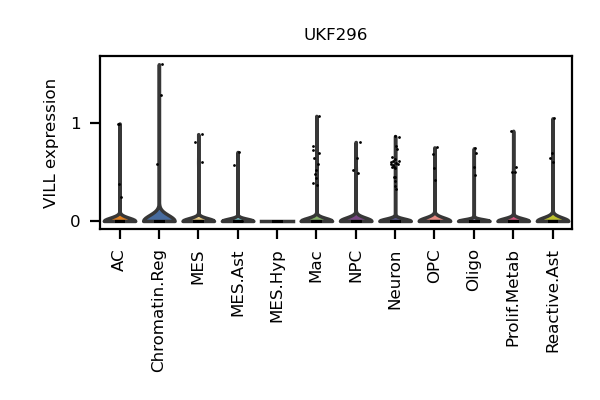 UKF296
VILL expression
1
0
AC
Chromatin.Reg
MES
MES.Ast
MES.Hyp
Mac
NPC
Neuron
OPC
Oligo
Prolif.Metab
Reactive.Ast